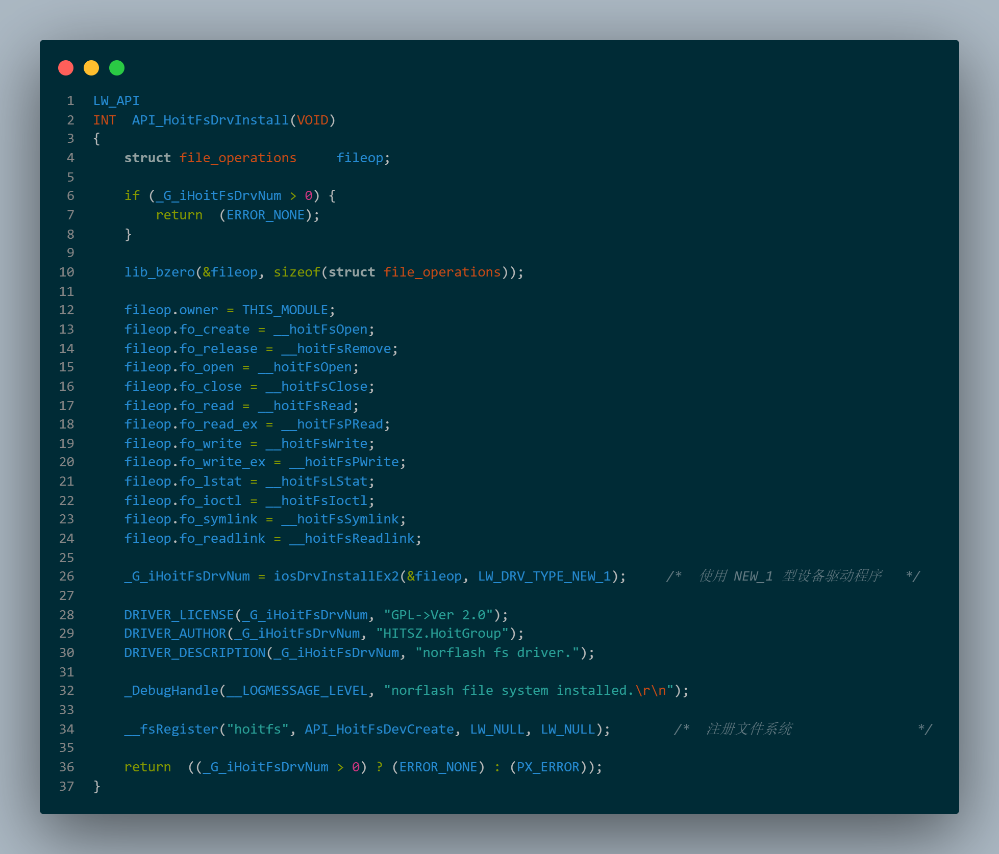 1 LW_API
2 INT  API_HoitFsDrvInstall(VOID)
3 {
4     struct file_operations     fileop;
5
6     if (_G_iHoitFsDrvNum > 0) {
7         return  (ERROR_NONE);
8     }
9
10     lib_bzero(&fileop, sizeof(struct file_operations));
11
12     fileop.owner = THIS_MODULE;
13     fileop.fo_create = __hoitFsOpen;
14     fileop.fo_release = __hoitFsRemove;
15     fileop.fo_open = __hoitFsOpen;
16     fileop.fo_close = __hoitFsClose;
17     fileop.fo_read = __hoitFsRead;
18     fileop.fo_read_ex = __hoitFsPRead;
19     fileop.fo_write = __hoitFsWrite;
20     fileop.fo_write_ex = __hoitFsPWrite;
21     fileop.fo_lstat = __hoitFsLStat;
22     fileop.fo_ioctl = __hoitFsIoctl;
23     fileop.fo_symlink = __hoitFsSymlink;
24     fileop.fo_readlink = __hoitFsReadlink;
25
26     _G_iHoitFsDrvNum = iosDrvInstallEx2(&fileop, LW_DRV_TYPE_NEW_1);     /*  使用 NEW_1 型设备驱动程序   */
27
28     DRIVER_LICENSE(_G_iHoitFsDrvNum, "GPL->Ver 2.0");
29     DRIVER_AUTHOR(_G_iHoitFsDrvNum, "HITSZ.HoitGroup");
30     DRIVER_DESCRIPTION(_G_iHoitFsDrvNum, "norflash fs driver.");
31
32     _DebugHandle(__LOGMESSAGE_LEVEL, "norflash file system installed.\r\n");
33
34     __fsRegister("hoitfs", API_HoitFsDevCreate, LW_NULL, LW_NULL);        /*  注册文件系统                */
35
36     return  ((_G_iHoitFsDrvNum > 0) ? (ERROR_NONE) : (PX_ERROR));
37 }